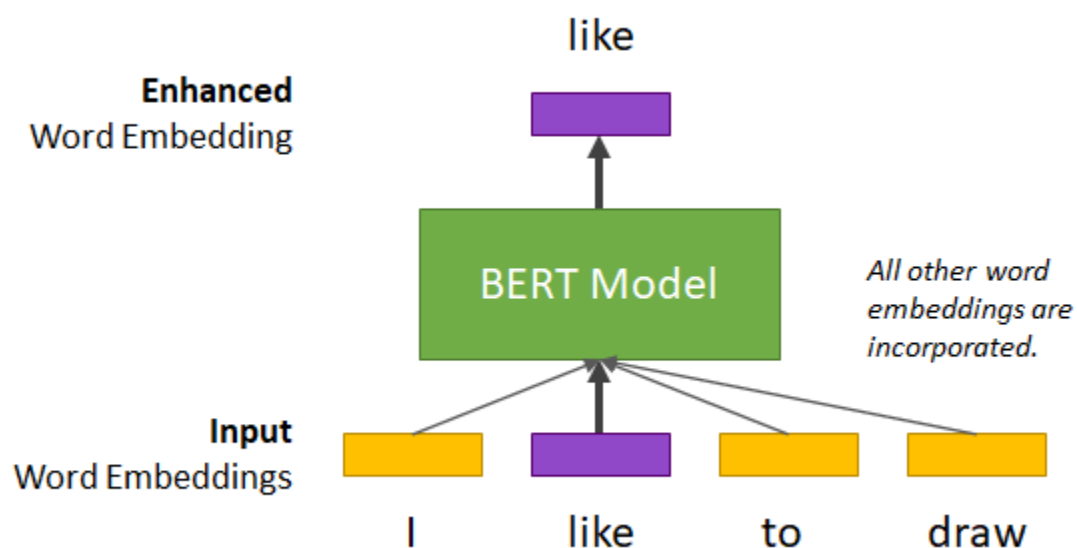 like
Enhanced
Word Embedding
BERT Model
All other word
embeddings are
incorporated.
Input
Word Embeddings
I like to draw